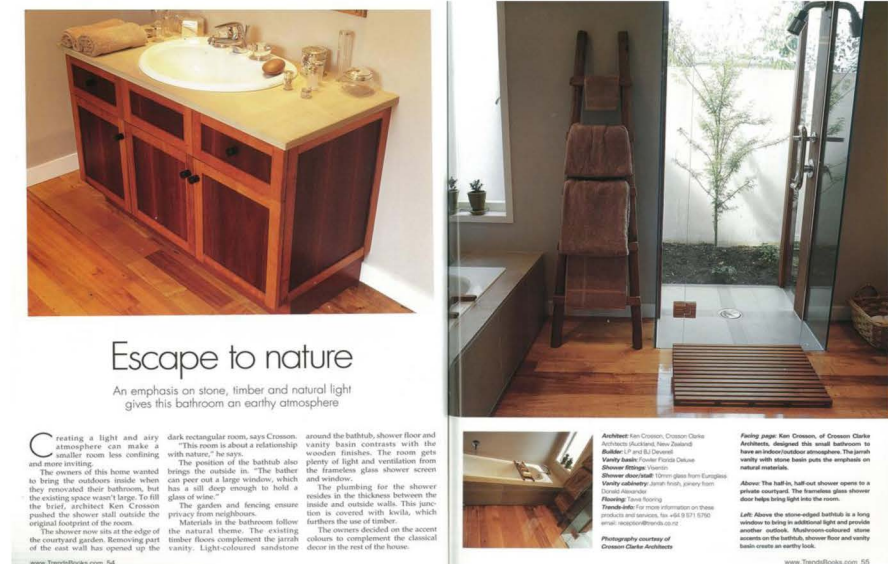 Escape to nature
An emphasis on stone, timber and natural light
gives this bathroom an earthy atmosphere
Creating a light and airy
atmosphere can make a
smaller room less confining
and more inviting.
The owners of this home wanted
to bring the outdoors inside when
they renovated their bathroom, but
the existing space wasn't large. To fill
the brief, architect Ken Crosson
pushed the shower stall outside the
original footprint of the room.
The shower now sits at the edge of
the courtyard garden. Removing part
of the east wall has opened up the
dark rectangular room, says Crosson.
"This room is about a relationship
with nature," he says.
The position of the bathtub also
brings the outside in. "The bather
can peer out a large window, which
has a sill deep enough to hold a
glass of wine."
The garden and fencing ensure
privacy from neighbours.
Materials in the bathroom follow
the natural theme. The existing
timber floors complement the jarrah
vanity. Light-coloured sandstone
around the bathtub, shower floor and
vanity basin contrasts with the
wooden finishes. The room gets
plenty of light and ventilation from
the frameless glass shower screen
and window.
The plumbing for the shower
resides in the thickness between the
inside and outside walls. This junc-
tion is covered with kwila, which
furthers the use of timber.
The owners decided on the accent
colours to complement the classical
decor in the rest of the house.
www.TrendsBooks.com 54
Architect: Ken Crosson, Crosson Clarke
Architects (Auckland, New Zealand)
Builder: LP and BJ Deverell
Vanity basin: Fowler Florida Deluxe
Shower fittings: Vixentin
Shower door/stall: 10mm glass from Euroglass
Vanity cabinetry: Jarrah finish, joinery from
Donald Alexander
Flooring: Tawa flooring
Trends-info: For more information on these
products and services, fax +64 9 571 5750
email: reception@trends.co.nz
Photography courtesy of
Crosson Clarke Architects
Facing page: Ken Crosson, of Crosson Clarke
Architects, designed this small bathroom to
have an indoor/outdoor atmosphere. The jarrah
vanity with stone basin puts the emphasis on
natural materials.
Above: The half-in, half-out shower opens to a
private courtyard. The frameless glass shower
door helps bring light into the room.
Left: Above the stone-edged bathtub is a long
window to bring in additional light and provide
another outlook. Mushroom-coloured stone
accents on the bathtub, shower floor and vanity
basin create an earthy look.
www.TrendsBooks.com 55